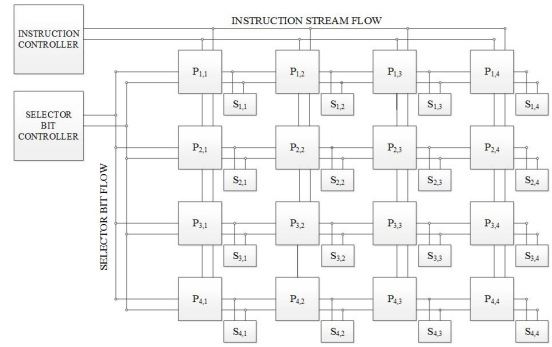 INSTRUCTION STREAM FLOW
INSTRUCTION
CONTROLLER
SELECTOR
BIT
CONTROLLER
SELECTOR BIT FLOW
P1,1 P1,2 P1,3 P1,4
S1,1 S1,2 S1,3 S1,4
P2,1 P2,2 P2,3 P2,4
S2,1 S2,2 S2,3 S2,4
P3,1 P3,2 P3,3 P3,4
S3,1 S3,2 S3,3 S3,4
P4,1 P4,2 P4,3 P4,4
S4,1 S4,2 S4,3 S4,4